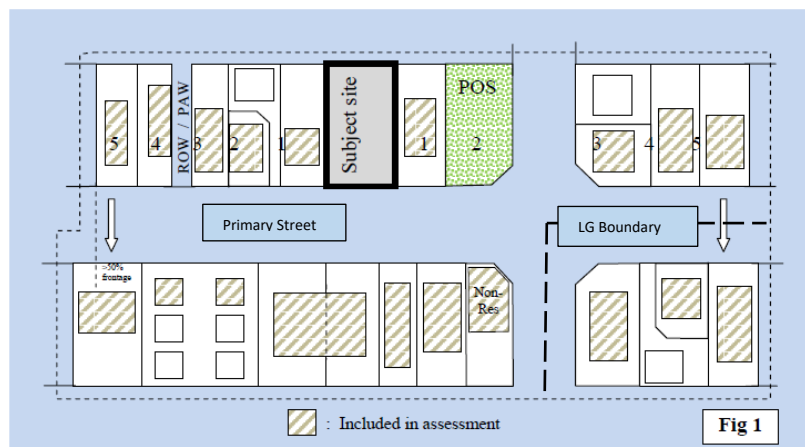 POS
Subject site
ROW / PAW
5 4 3 2 1 1 2 3 4 5
Primary Street
LG Boundary
>50%
frontage
Non-
Res
: Included in assessment
Fig 1